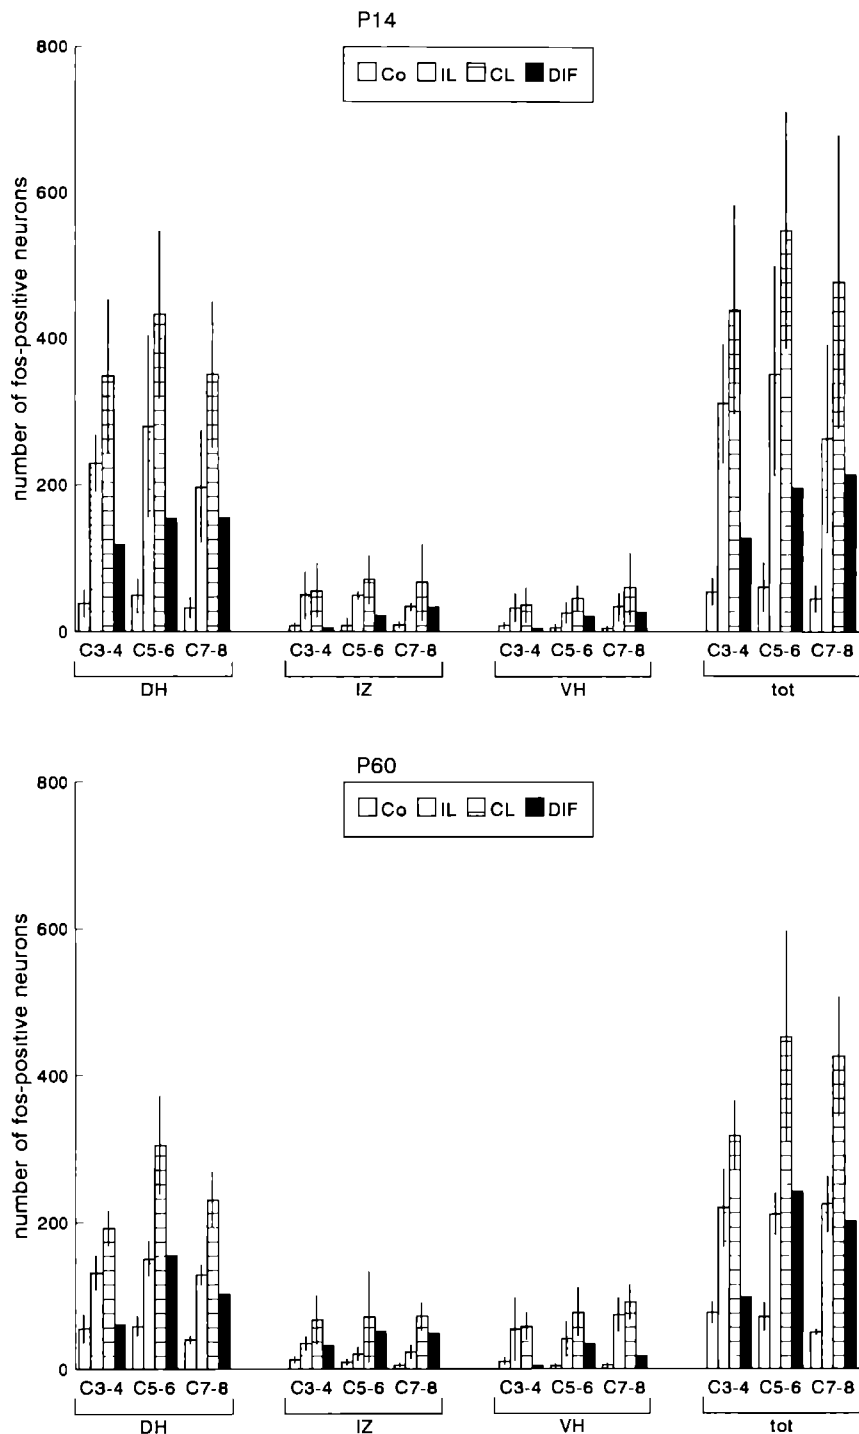 P14
Co IL CL DIF
800
600
400
200
0
number of fos-positive neurons
C3-4 C5-6 C7-8 C3-4 C5-6 C7-8 C3-4 C5-6 C7-8 C3-4 C5-6 C7-8
DH IZ VH tot
P60
Co IL CL DIF
800
600
400
200
0
number of fos-positive neurons
C3-4 C5-6 C7-8 C3-4 C5-6 C7-8 C3-4 C5-6 C7-8 C3-4 C5-6 C7-8
DH IZ VH tot